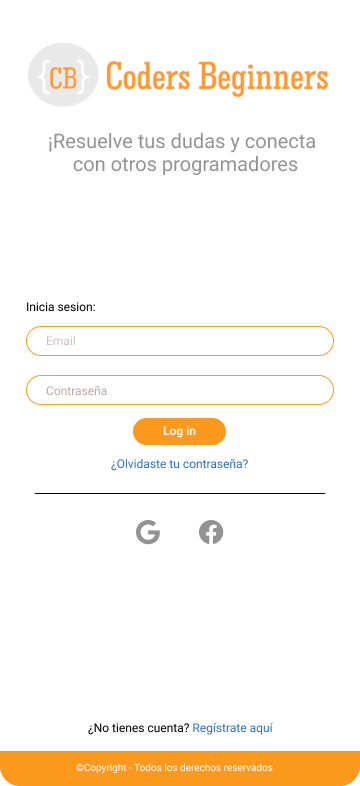 {CB} Coders Beginners
¡Resuelve tus dudas y conecta
con otros programadores
Inicia sesion:
Email
Contraseña
Log in
¿Olvidaste tu contraseña?
¿No tienes cuenta? Regístrate aquí
©Copyright - Todos los derechos reservados